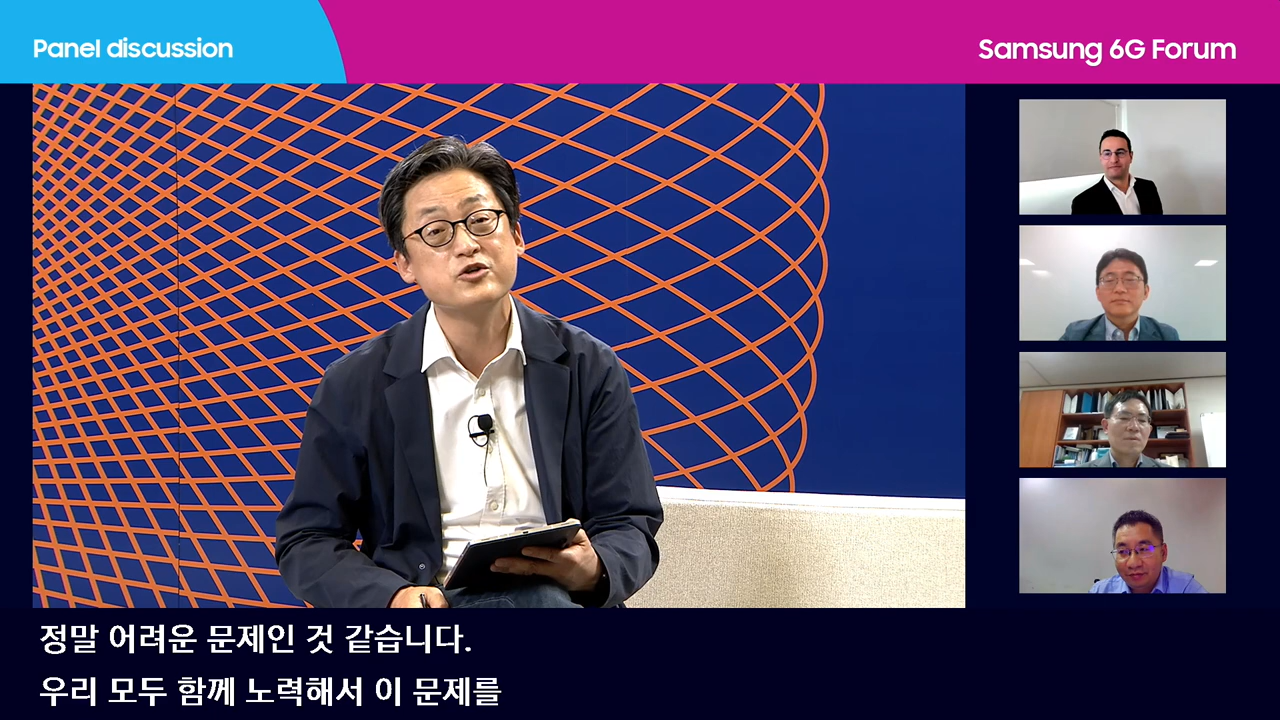 Panel discussion
Samsung 6G Forum
정말 어려운 문제인 것 같습니다.
우리 모두 함께 노력해서 이 문제를